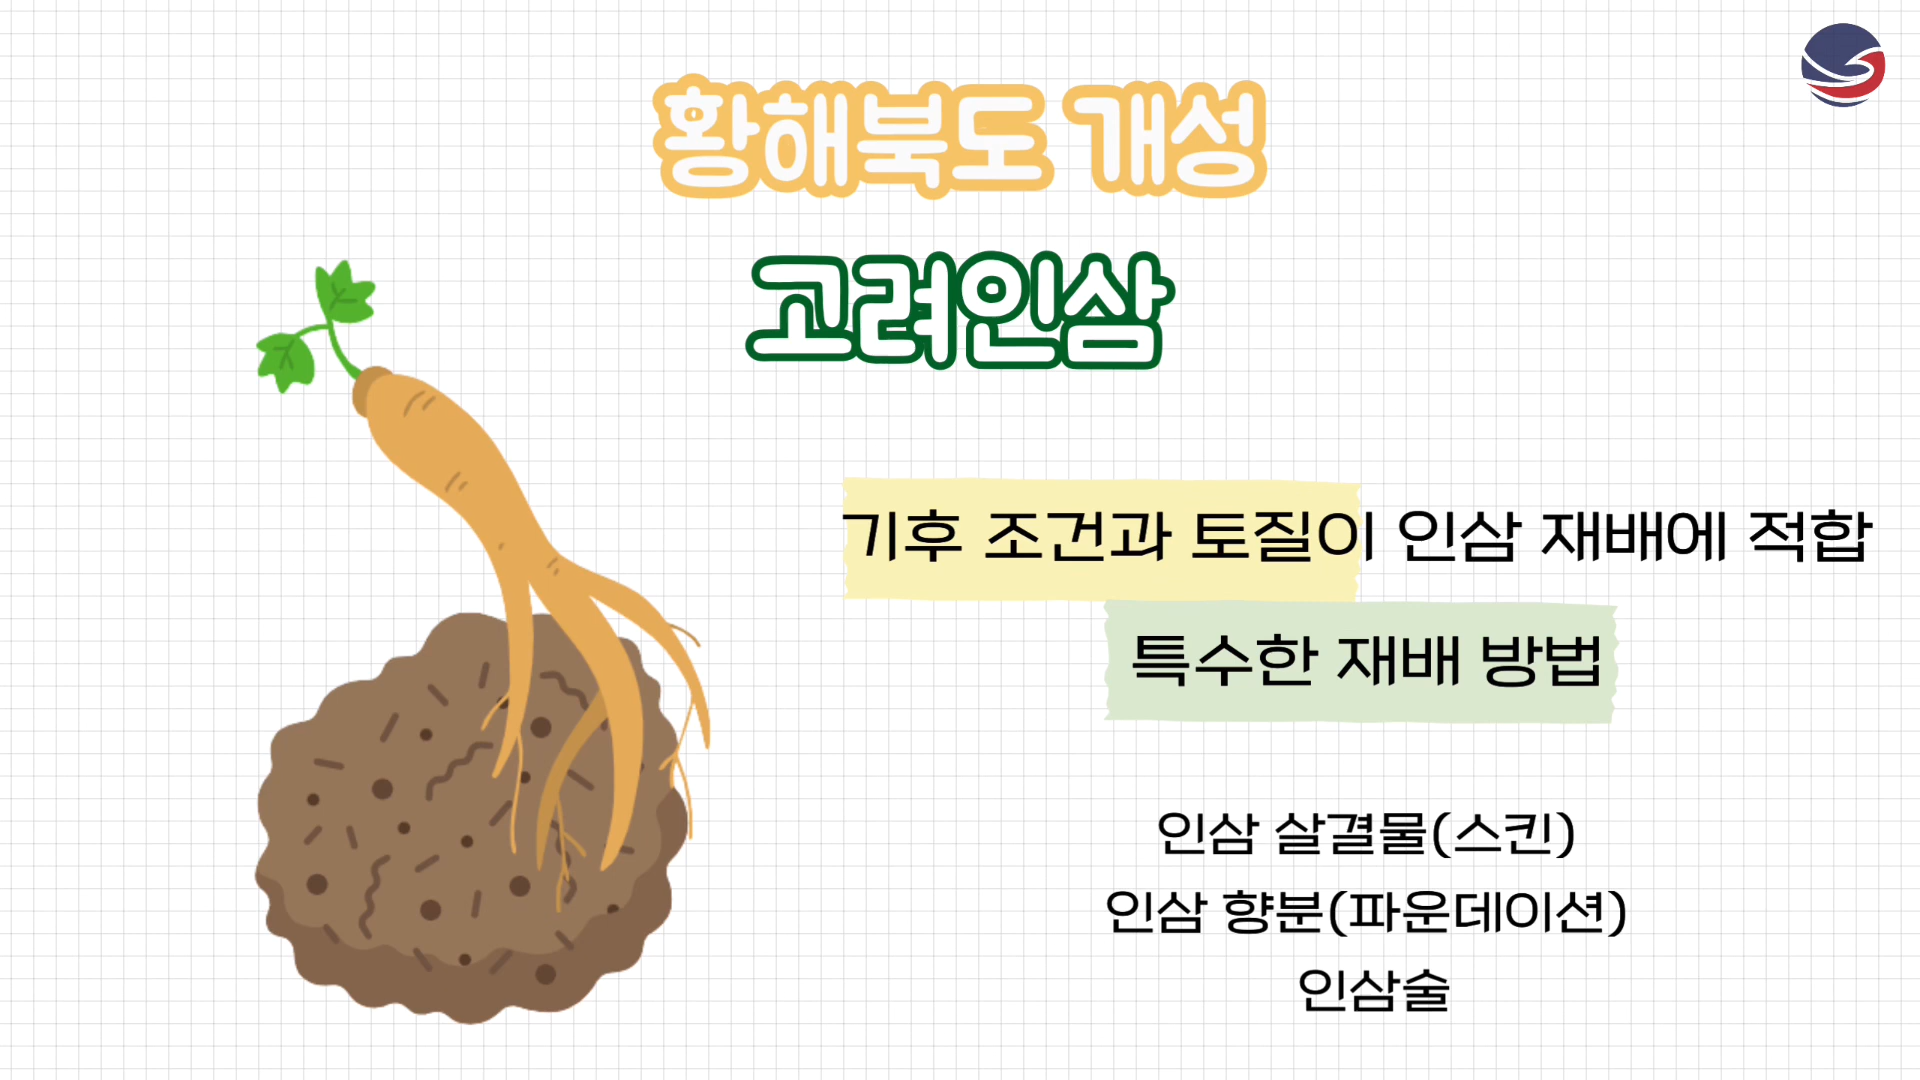 황해북도 개성
고려인삼
기후 조건과 토질이 인삼 재배에 적합
특수한 재배 방법
인삼 살결물(스킨)
인삼 향분(파운데이션)
인삼술